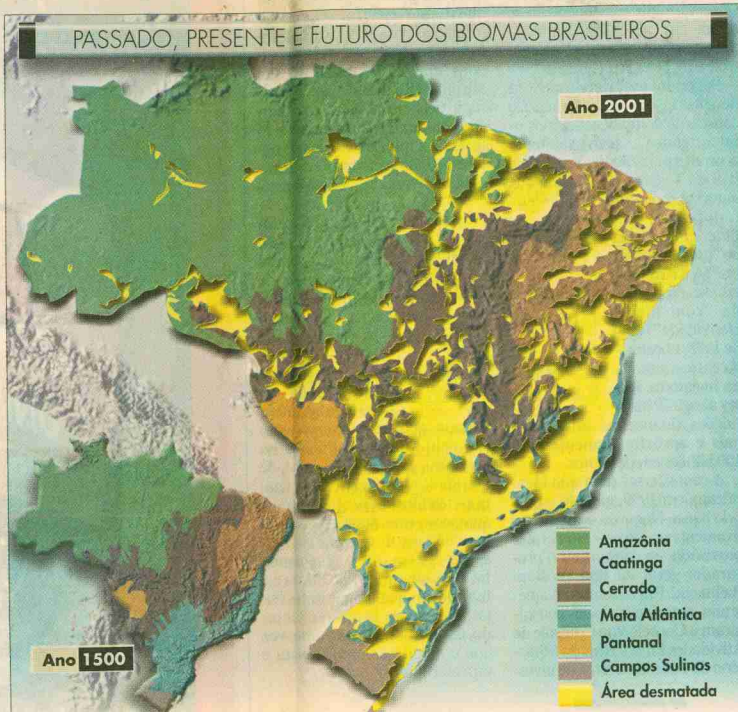 PASSADO, PRESENTE E FUTURO DOS BIOMAS BRASILEIROS
Ano 2001
Amazônia
Caatinga
Cerrado
Mata Atlântica
Pantanal
Campos Sulinos
Área desmatada
Ano 1500